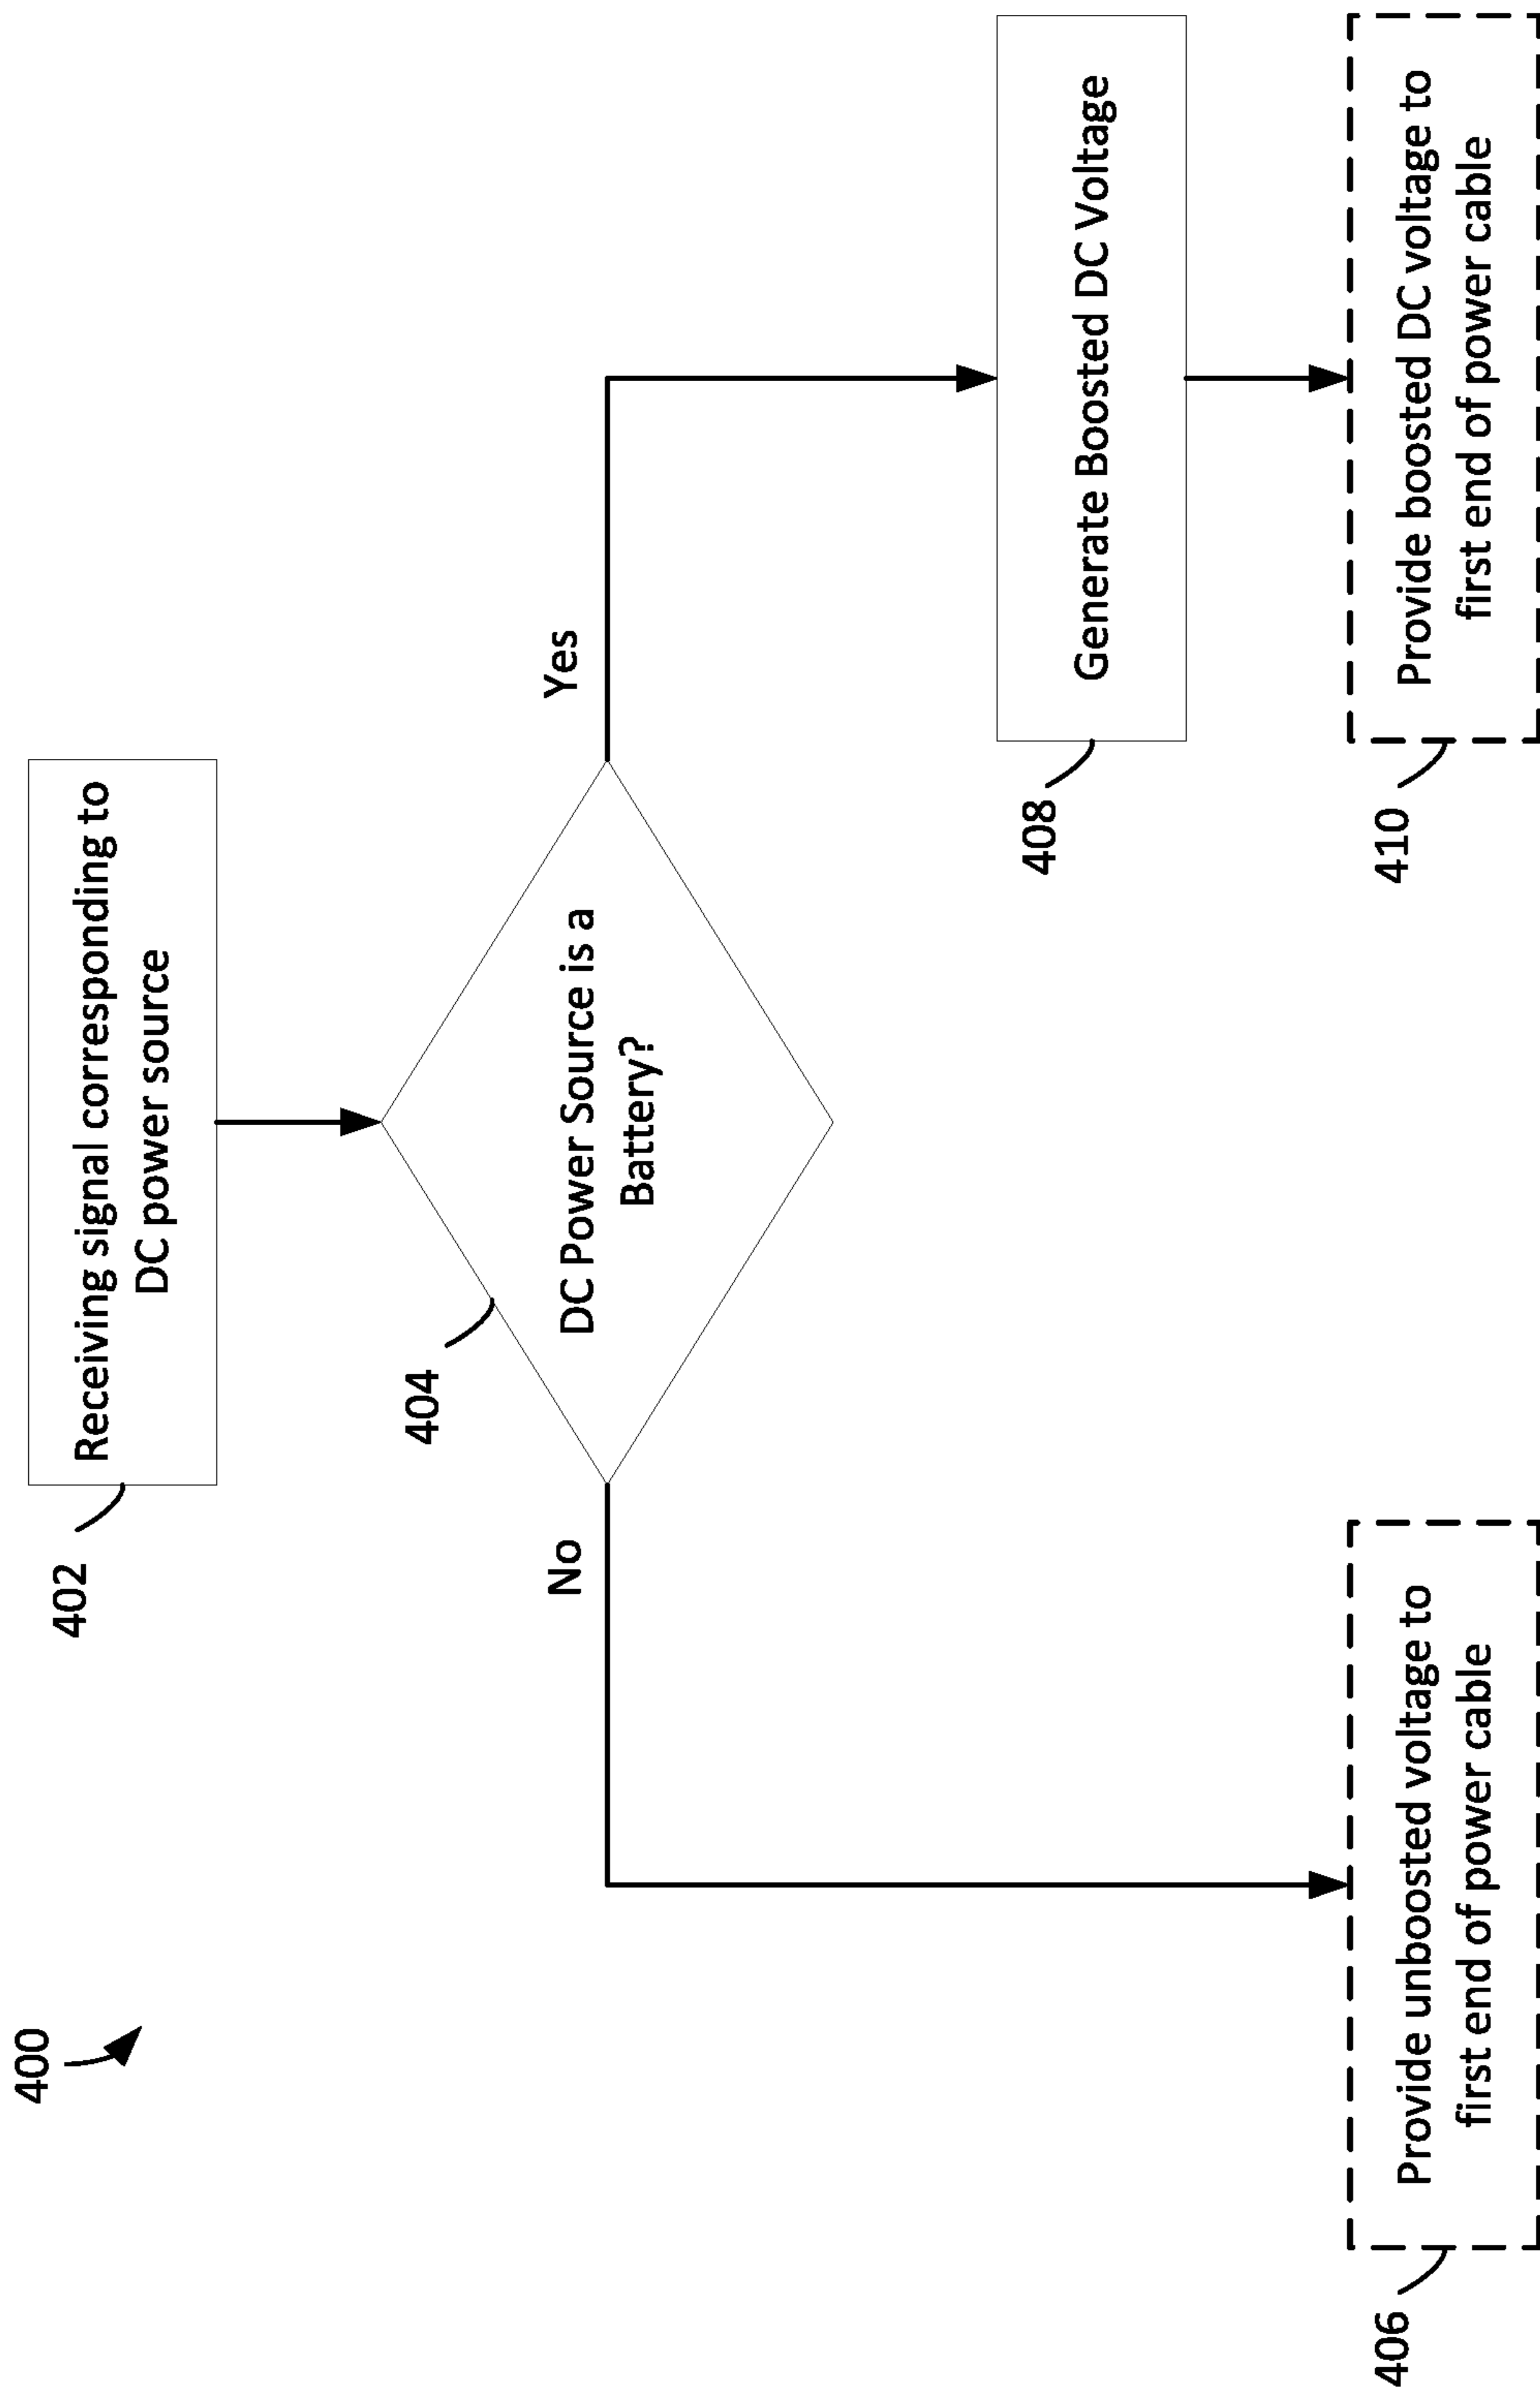 400
402
Receiving signal corresponding to
DC power source
404
DC Power Source is a
Battery?
No
Yes
408
Generate Boosted DC Voltage
406
Provide unboosted voltage to
first end of power cable
410
Provide boosted DC voltage to
first end of power cable